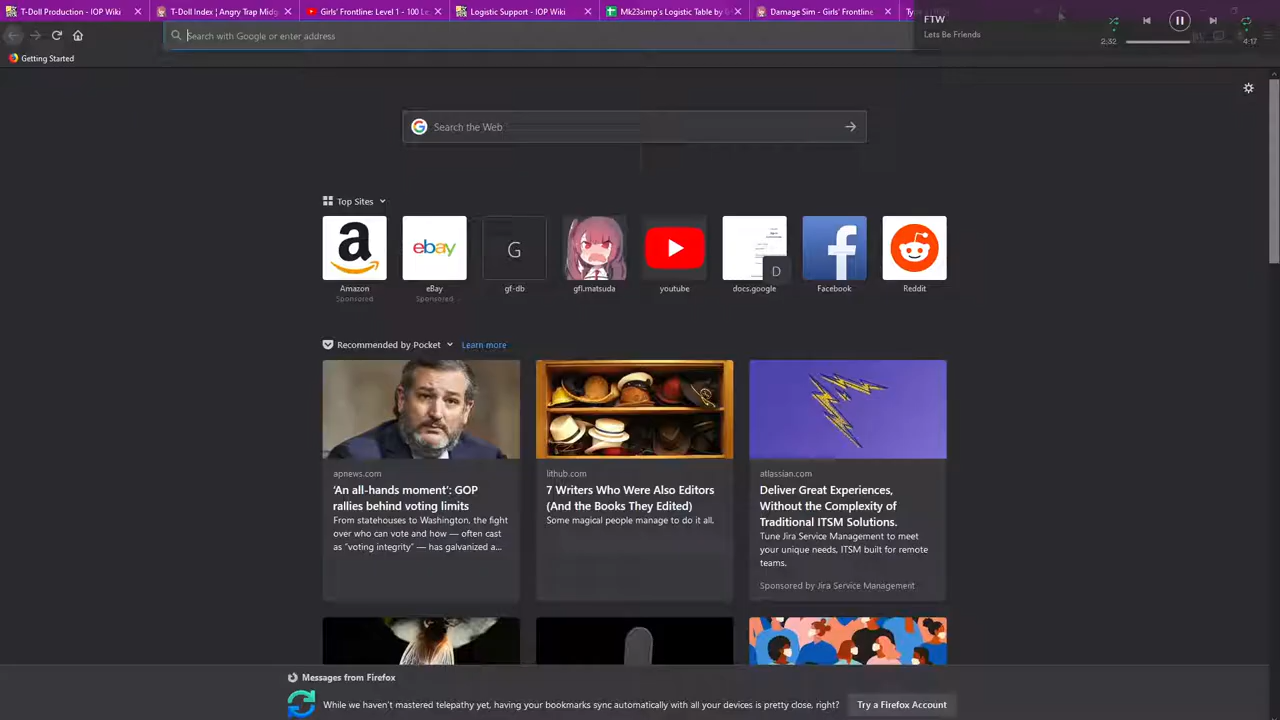 T-Doll Production - IOP Wiki
T-Doll Index | Angry Trap Midg
Girls' Frontline: Level 1 - 100 Le
Logistic Support - IOP Wiki
Mk23simp's Logistic Table by G
Damage Sim - Girls' Frontline
FTW
Lets Be Friends
2:32
4:17
Search with Google or enter address
Getting Started
G
Search the Web
Top Sites
a
ebay
G
D
f
Amazon
Sponsored
eBay
Sponsored
gf-db
gfl.matsuda
youtube
docs.google
Facebook
Reddit
Recommended by Pocket
Learn more
apnews.com
'An all-hands moment': GOP
rallies behind voting limits
From statehouses to Washington, the fight
over who can vote and how — often cast
as "voting integrity" — has galvanized a...
lithub.com
7 Writers Who Were Also Editors
(And the Books They Edited)
Some magical people manage to do it all.
atlassian.com
Deliver Great Experiences,
Without the Complexity of
Traditional ITSM Solutions.
Tune Jira Service Management to meet
your unique needs, ITSM built for remote
teams.
Sponsored by Jira Service Management
Messages from Firefox
While we haven't mastered telepathy yet, having your bookmarks sync automatically with all your devices is pretty close, right?
Try a Firefox Account